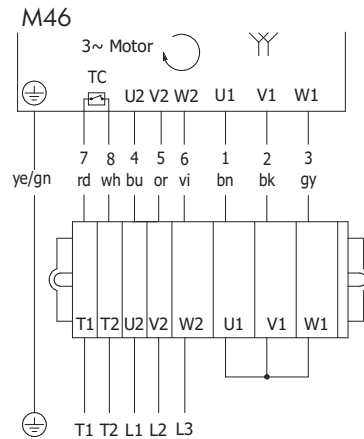 M46
3~ Motor
TC
U2 V2 W2 U1 V1 W1
7 8 4 5 6 1 2 3
ye/gn rd wh bu or vi bn bk gy
T1 T2 U2 V2 W2 U1 V1 W1
T1 T2 L1 L2 L3